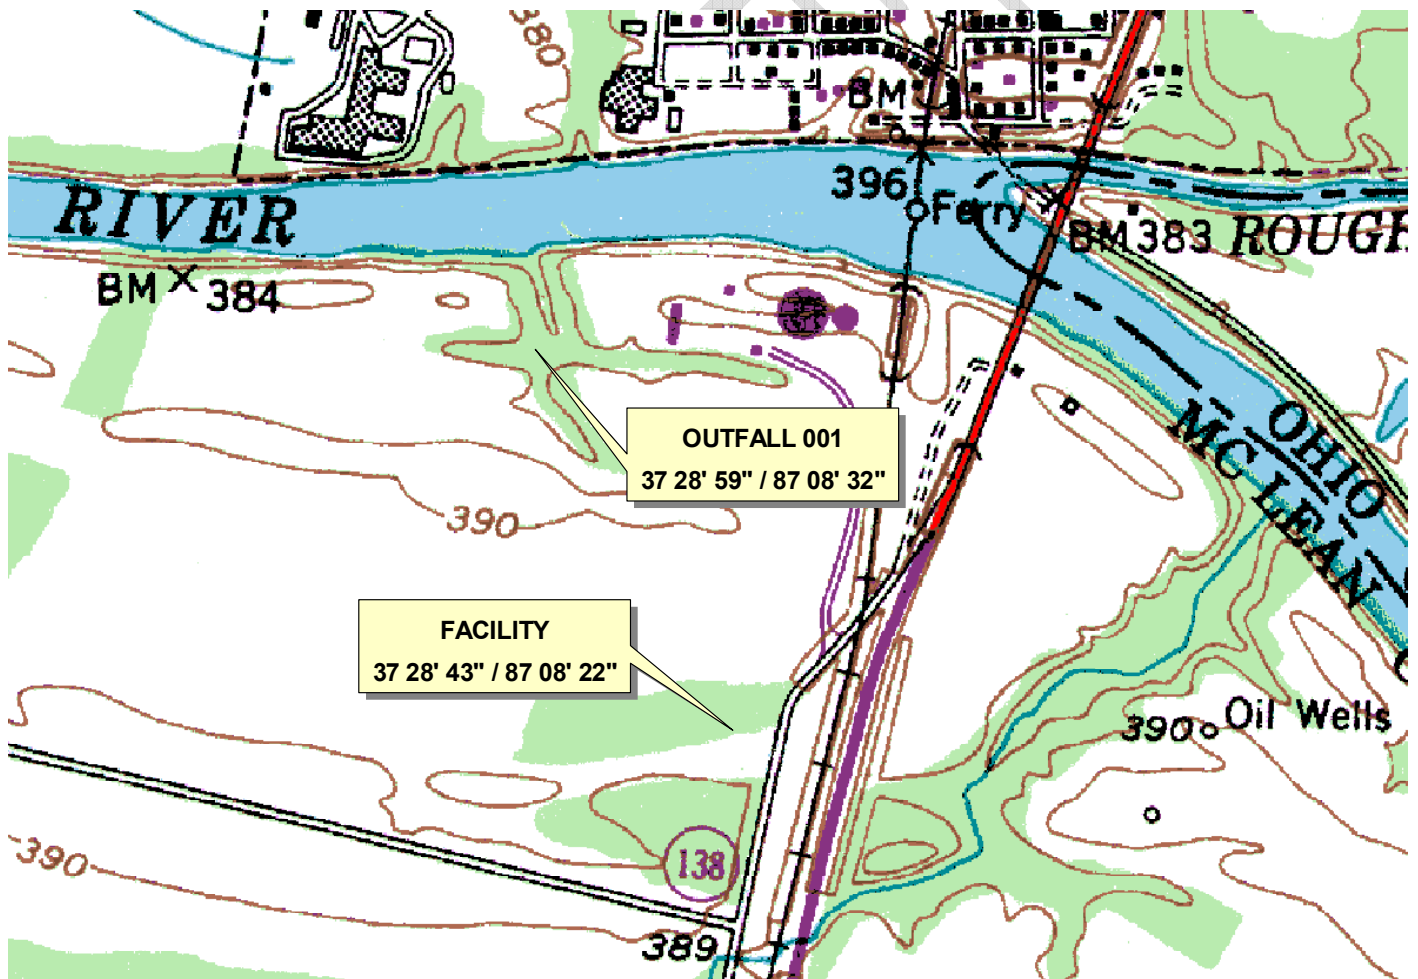 380
BM
396
Ferry
RIVER
BM 383
ROUGH
BM
384
OUTFALL 001
37 28' 59" / 87 08' 32"
OHIO
MC LEAN
390
FACILITY
37 28' 43" / 87 08' 22"
390
Oil Wells
390
138
389